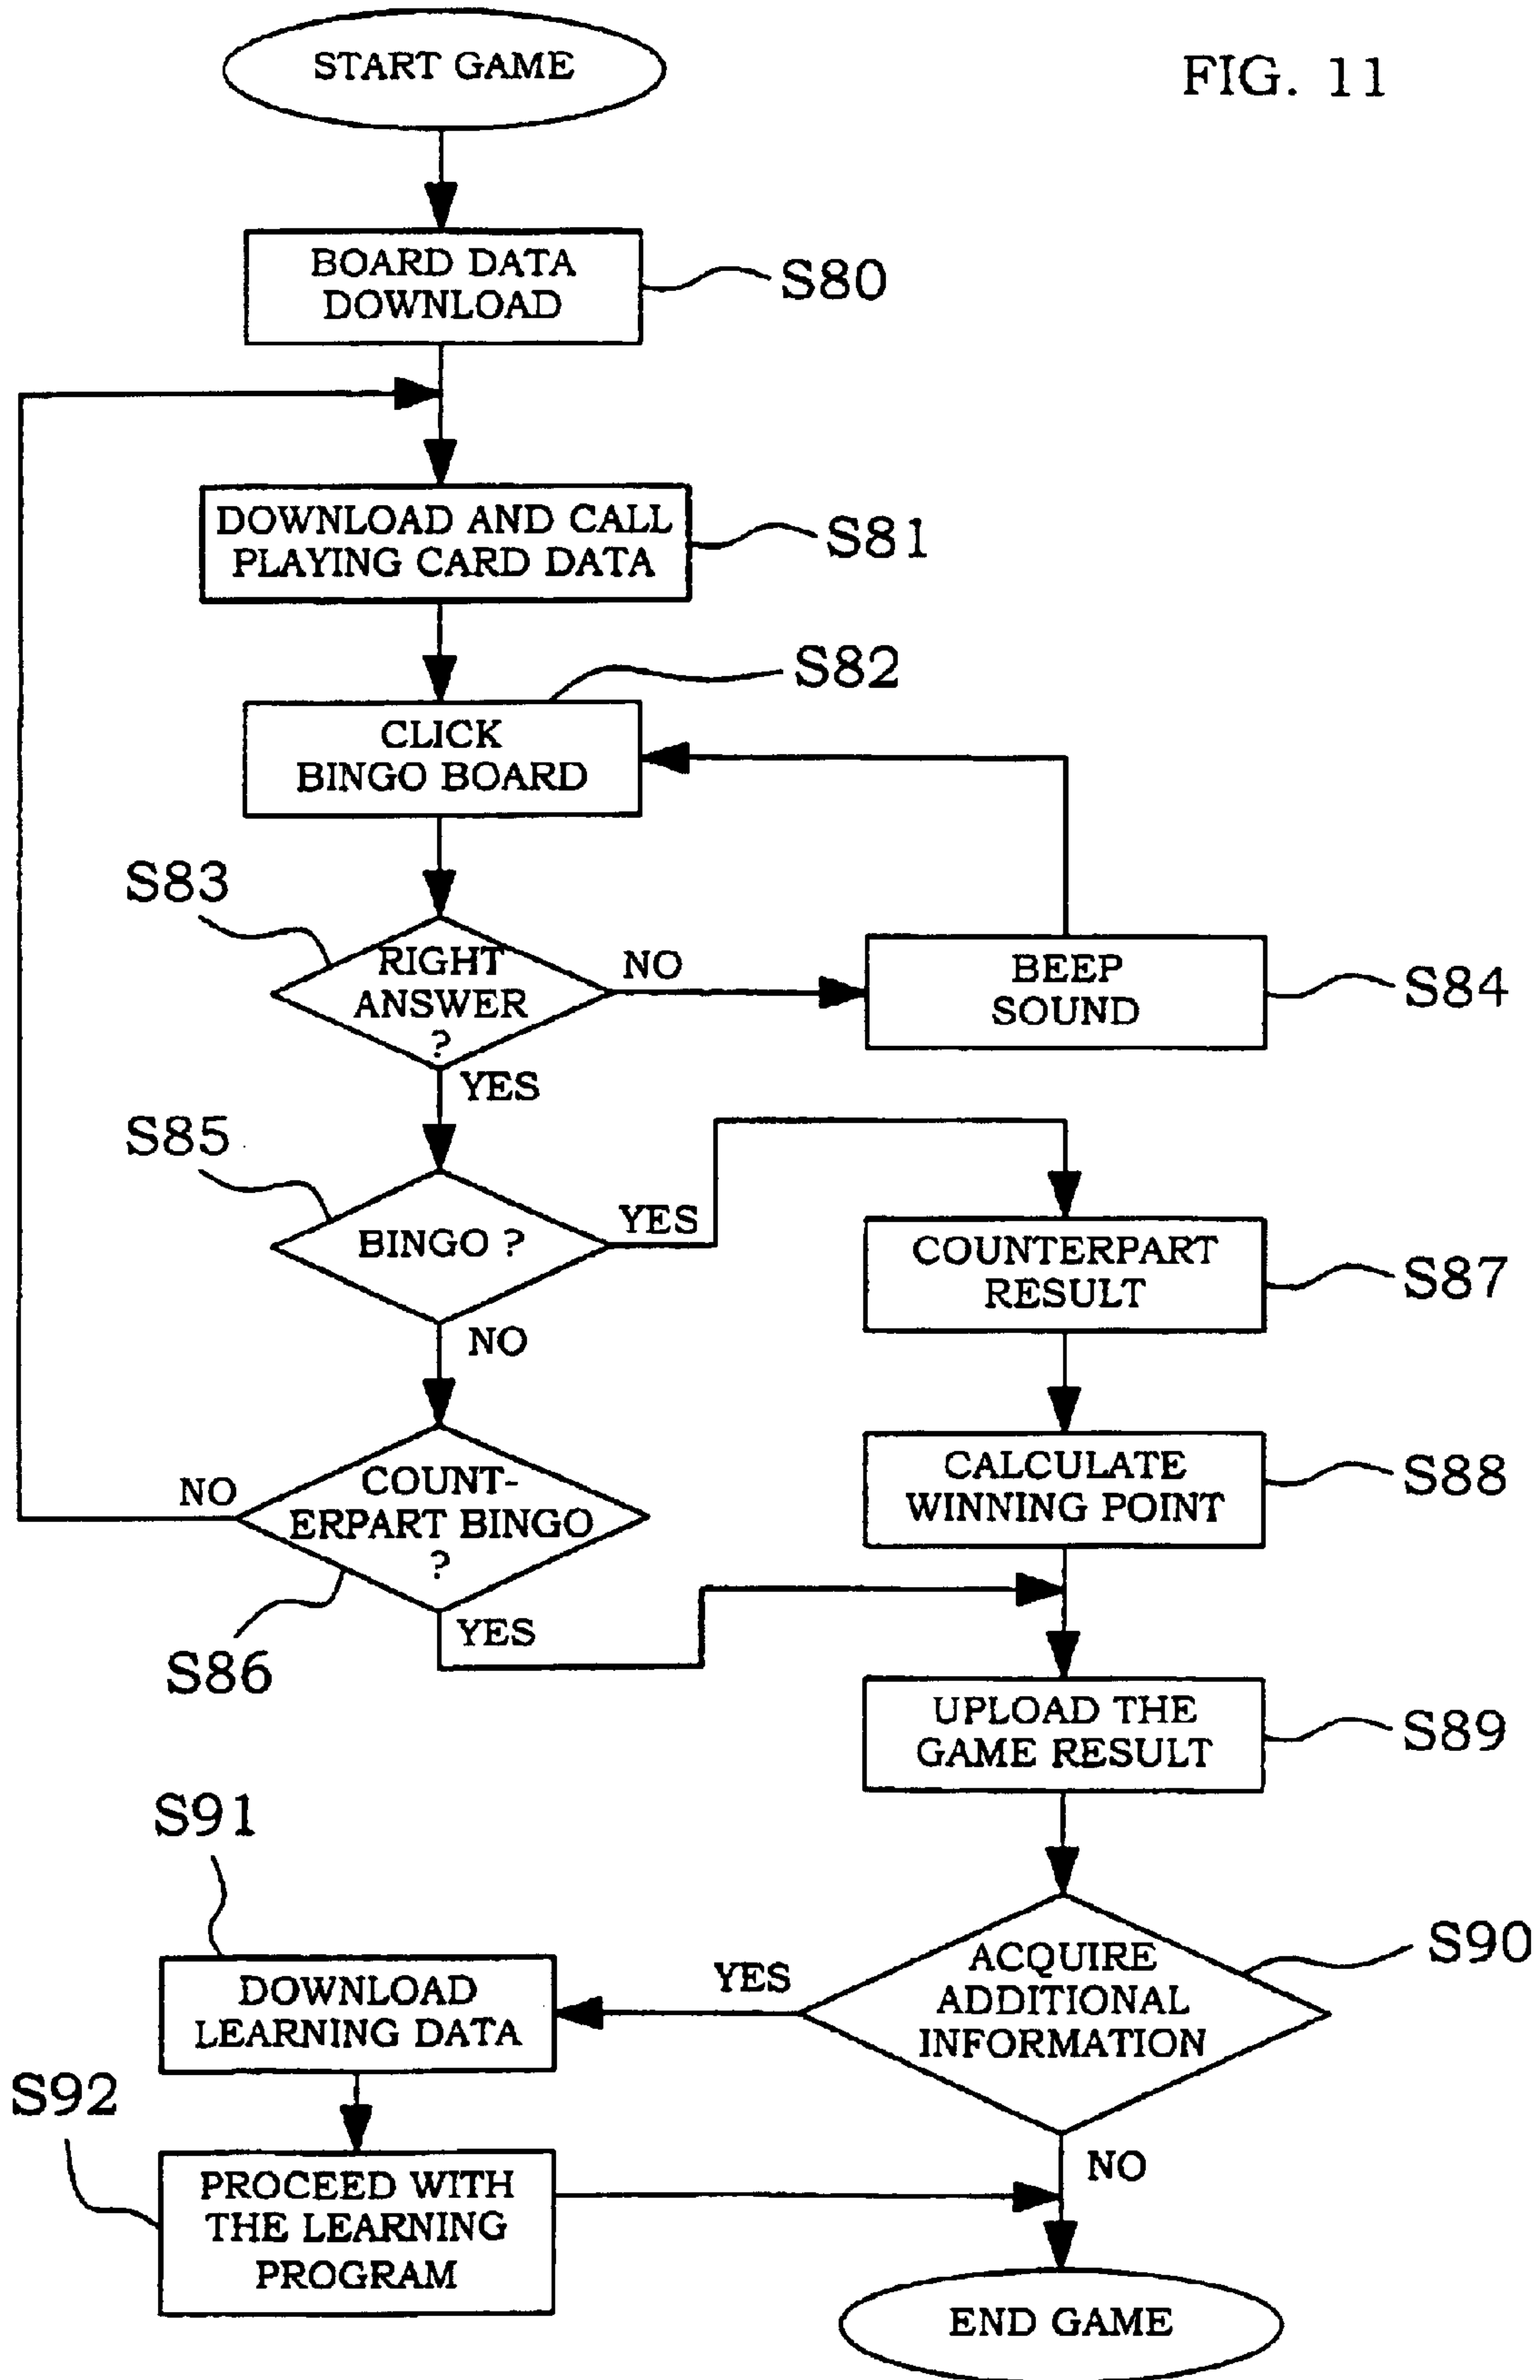 START GAME
FIG. 11
BOARD DATA
DOWNLOAD
S80
DOWNLOAD AND CALL
PLAYING CARD DATA
S81
S82
CLICK
BINGO BOARD
S83
RIGHT
ANSWER
?
NO
BEEP
SOUND
S84
YES
S85
BINGO ?
YES
COUNTERPART
RESULT
S87
NO
COUNT-
ERPART BINGO
?
NO
CALCULATE
WINNING POINT
S88
YES
S86
UPLOAD THE
GAME RESULT
S89
S91
ACQUIRE
ADDITIONAL
INFORMATION
S90
YES
DOWNLOAD
LEARNING DATA
S92
NO
PROCEED WITH
THE LEARNING
PROGRAM
END GAME